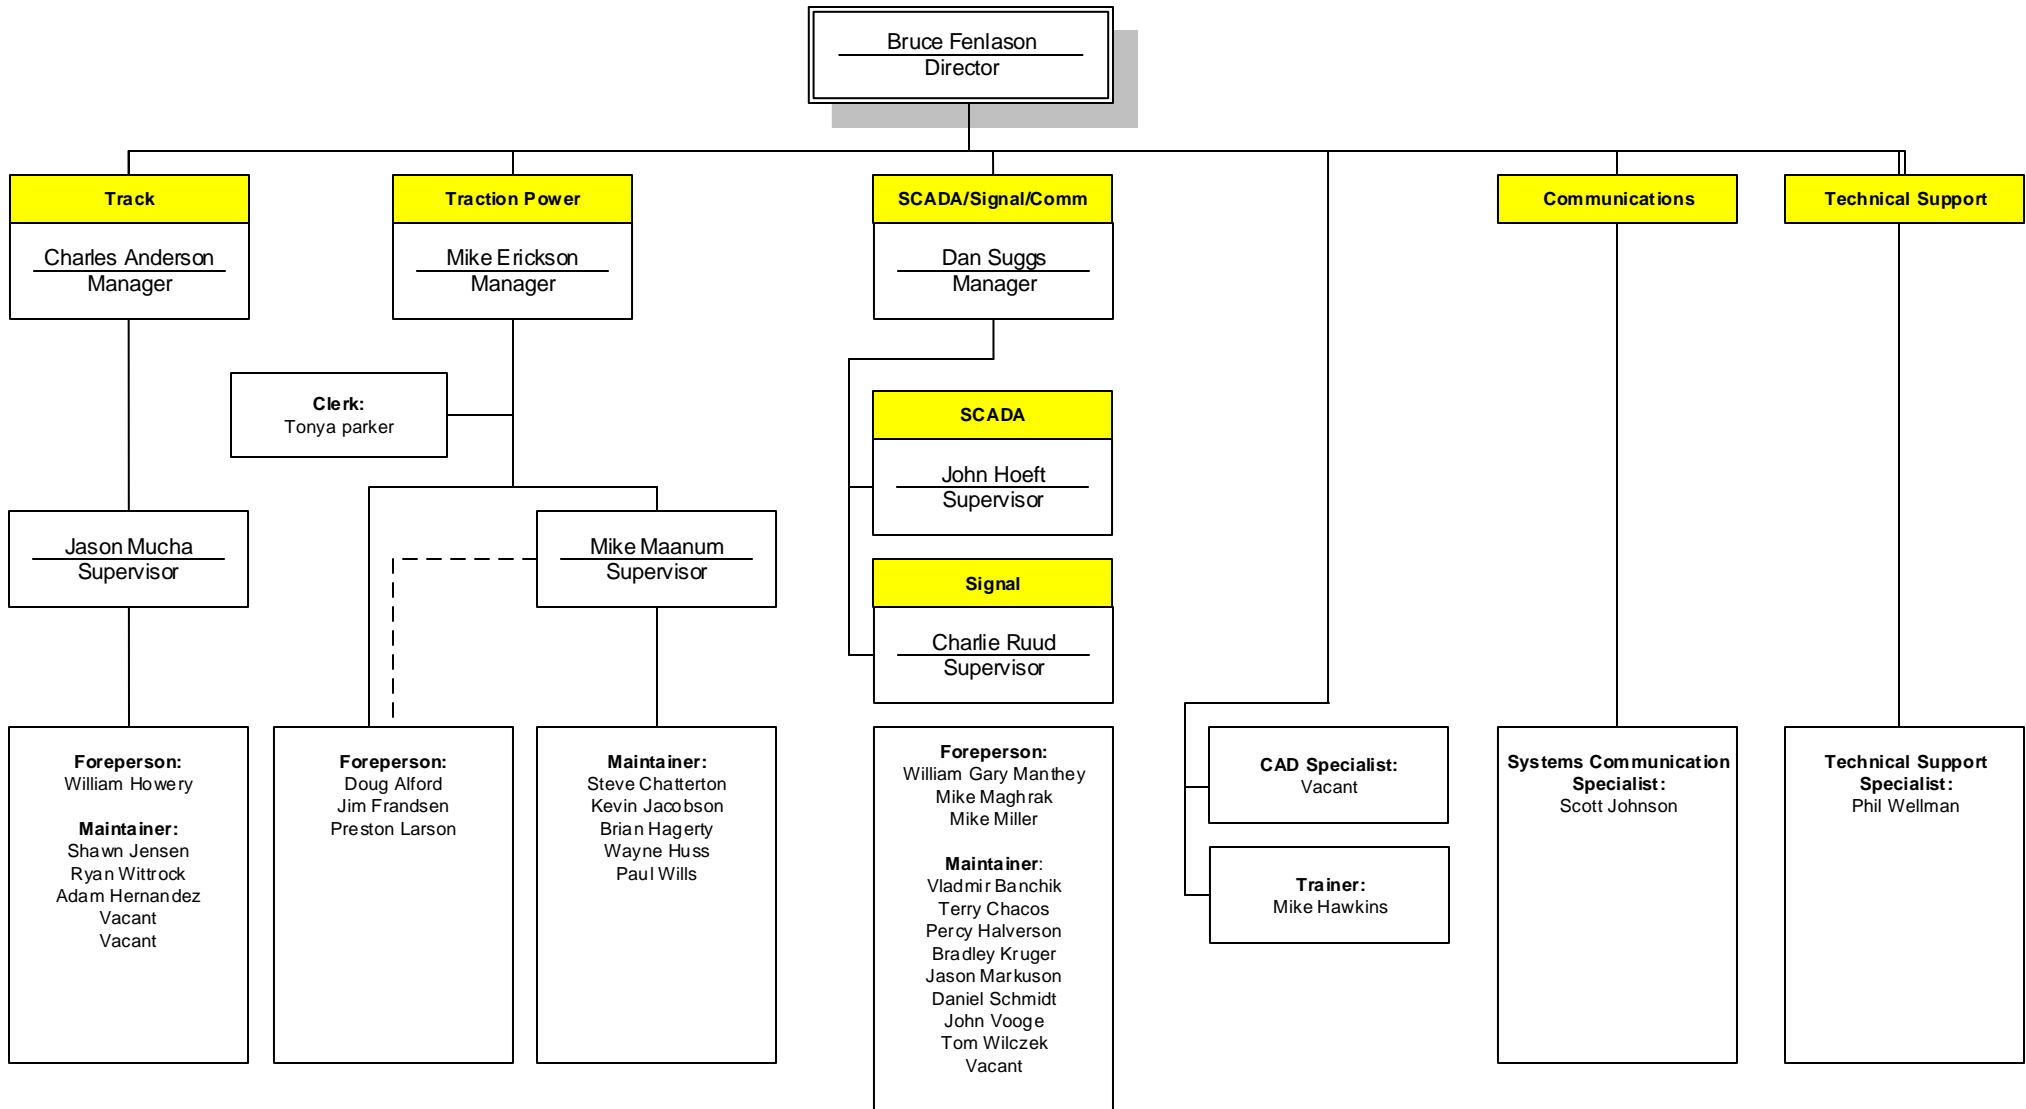 Bruce Fenlason
Director
Track
Charles Anderson
Manager
Traction Power
Mike Erickson
Manager
SCADA/Signal/Comm
Dan Suggs
Manager
Communications
Technical Support
Clerk:
Tonya parker
SCADA
John Hoeft
Supervisor
Jason Mucha
Supervisor
Mike Maanum
Supervisor
Signal
Charlie Ruud
Supervisor
Foreperson:
William Howery
Maintainer:
Shawn Jensen
Ryan Wittrock
Adam Hernandez
Vacant
Vacant
Foreperson:
Doug Alford
Jim Frandsen
Preston Larson
Maintainer:
Steve Chatterton
Kevin Jacobson
Brian Hagerty
Wayne Huss
Paul Wills
Foreperson:
William Gary Manthey
Mike Maghrak
Mike Miller
Maintainer:
Vladmir Banchik
Terry Chacos
Percy Halverson
Bradley Kruger
Jason Markuson
Daniel Schmidt
John Vooge
Tom Wilczek
Vacant
CAD Specialist:
Vacant
Trainer:
Mike Hawkins
Systems Communication
Specialist:
Scott Johnson
Technical Support
Specialist:
Phil Wellman